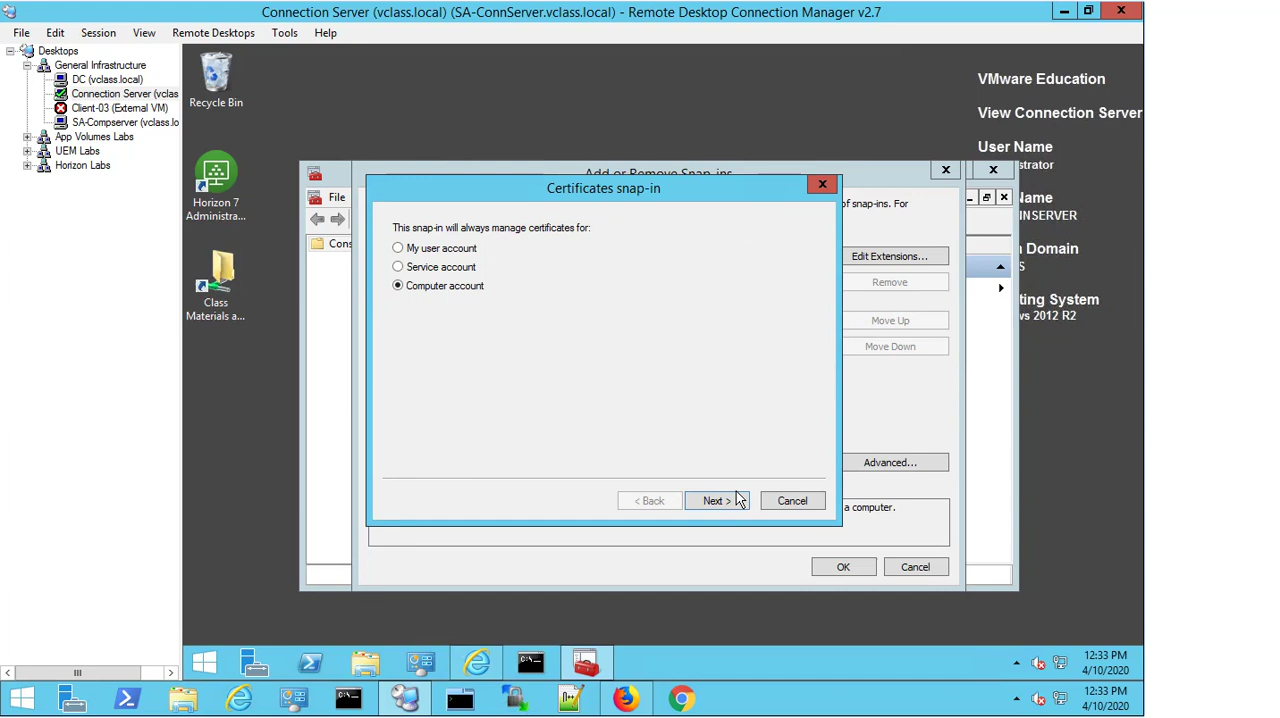 Connection Server (vclass.local) (SA-ConnServer.vclass.local) - Remote Desktop Connection Manager v2.7
File Edit Session View Remote Desktops Tools Help
Desktops
General Infrastructure
DC (vclass.local)
Connection Server (vclas
Client-03 (External VM)
SA-Compserver (vclass.lo
App Volumes Labs
UEM Labs
Horizon Labs
Recycle Bin
Horizon 7
Administra...
Class
Materials a...
VMware Education
View Connection Server
User Name
istrator
Name
INSERVER
Domain
S
ting System
ws 2012 R2
Add or Remove Snap-ins
File
Cons
of snap-ins. For
Edit Extensions...
Remove
Move Up
Move Down
Advanced...
a computer.
OK
Cancel
Certificates snap-in
This snap-in will always manage certificates for:
My user account
Service account
Computer account
< Back
Next >
Cancel
12:33 PM
4/10/2020
12:33 PM
4/10/2020